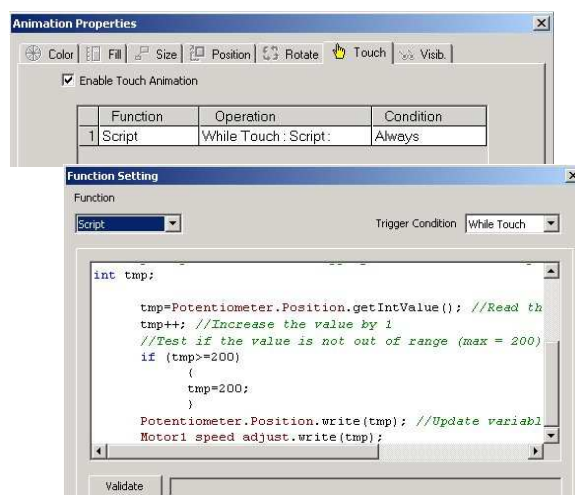 Animation Properties
Color Fill Size Position Rotate Touch Visib.
Enable Touch Animation
Function Operation Condition
1 Script While Touch : Script : Always
Function Setting
Function
Script Trigger Condition While Touch
int tmp;
tmp=Potentiometer.Position.getIntValue(); //Read th
tmp++; //Increase the value by 1
//Test if the value is not out of range (max = 200)
if (tmp>=200)
{
tmp=200;
}
Potentiometer.Position.write(tmp); //Update variabl
Motor1 speed adjust.write(tmp);
Validate